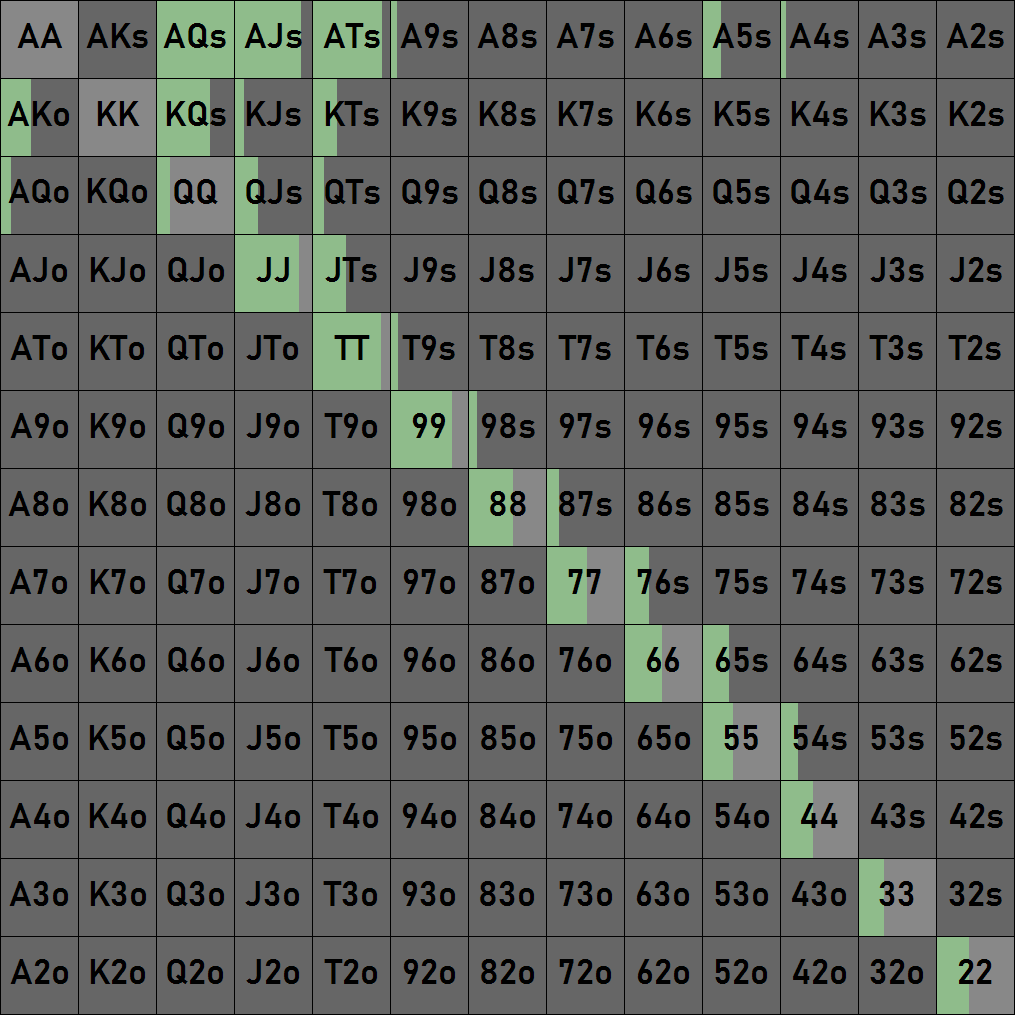 AA AKs AQs AJs ATs A9s A8s A7s A6s A5s A4s A3s A2s
AKo KK KQs KJs KTs K9s K8s K7s K6s K5s K4s K3s K2s
AQo KQo QQ QJs QTs Q9s Q8s Q7s Q6s Q5s Q4s Q3s Q2s
AJo KJo QJo JJ JTs J9s J8s J7s J6s J5s J4s J3s J2s
ATo KTo QTo JTo TT T9s T8s T7s T6s T5s T4s T3s T2s
A9o K9o Q9o J9o T9o 99 98s 97s 96s 95s 94s 93s 92s
A8o K8o Q8o J8o T8o 98o 88 87s 86s 85s 84s 83s 82s
A7o K7o Q7o J7o T7o 97o 87o 77 76s 75s 74s 73s 72s
A6o K6o Q6o J6o T6o 96o 86o 76o 66 65s 64s 63s 62s
A5o K5o Q5o J5o T5o 95o 85o 75o 65o 55 54s 53s 52s
A4o K4o Q4o J4o T4o 94o 84o 74o 64o 54o 44 43s 42s
A3o K3o Q3o J3o T3o 93o 83o 73o 63o 53o 43o 33 32s
A2o K2o Q2o J2o T2o 92o 82o 72o 62o 52o 42o 32o 22